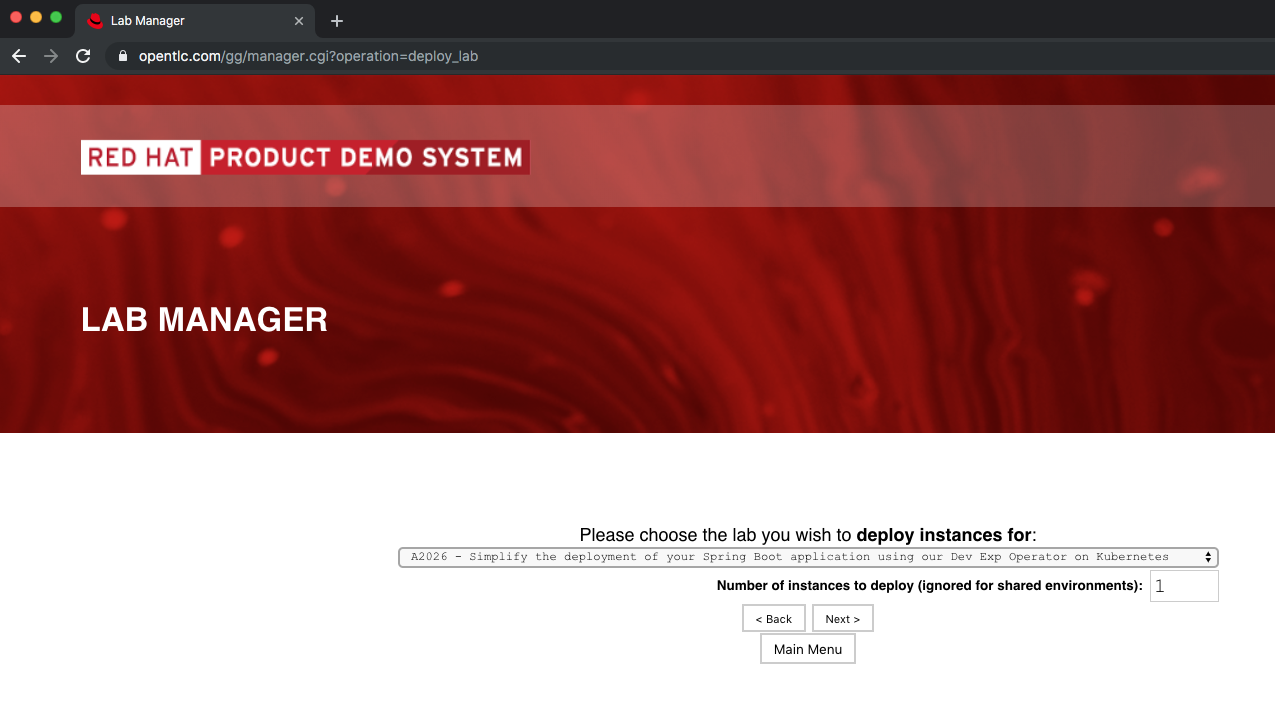 Lab Manager
opentlc.com/gg/manager.cgi?operation=deploy_lab
RED HAT PRODUCT DEMO SYSTEM
LAB MANAGER
Please choose the lab you wish to deploy instances for:
A2026 - Simplify the deployment of your Spring Boot application using our Dev Exp Operator on Kubernetes
Number of instances to deploy (ignored for shared environments): 1
< Back Next >
Main Menu